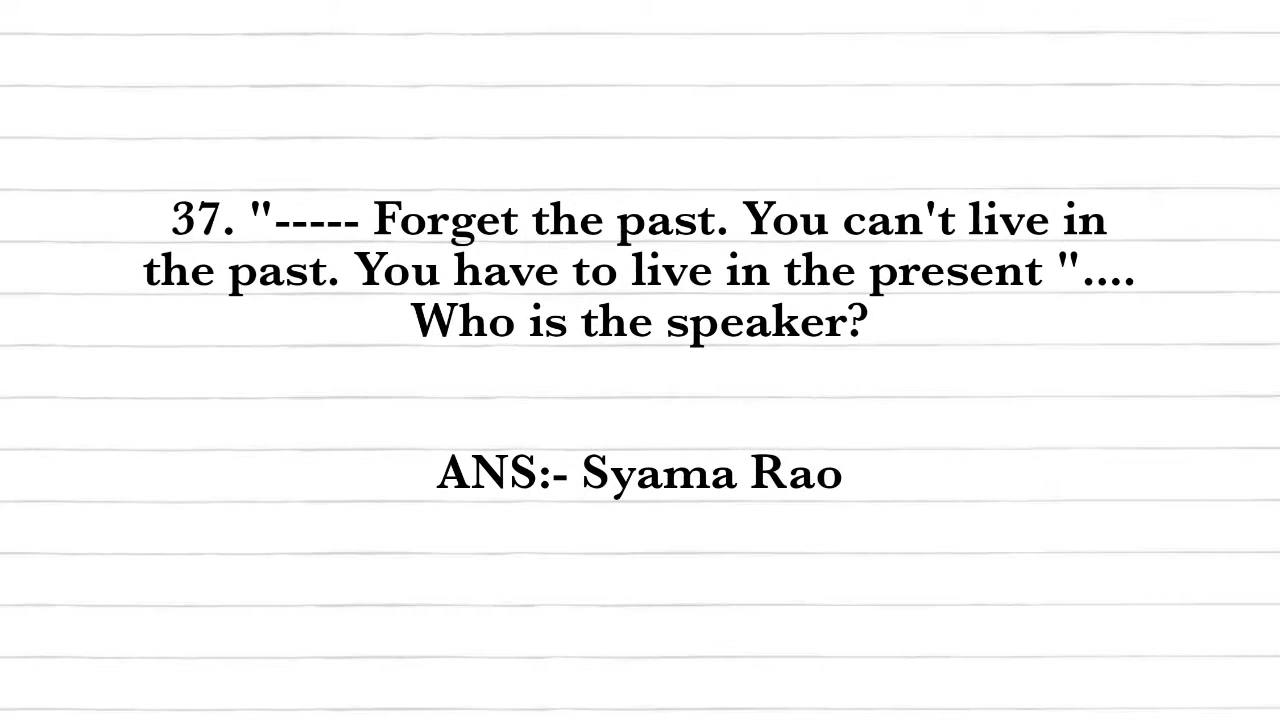 37. "----- Forget the past. You can't live in
the past. You have to live in the present "....
Who is the speaker?
ANS:- Syama Rao